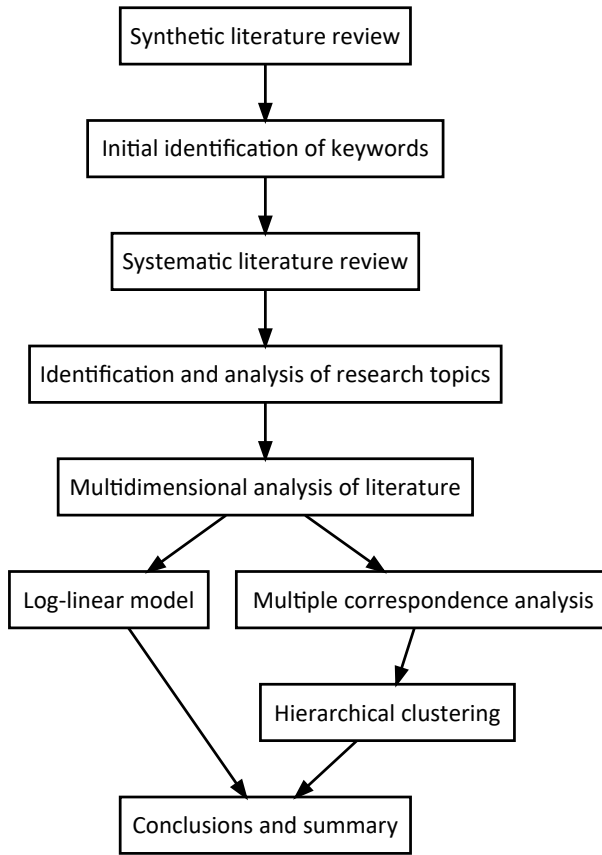 Synthetic literature review
Initial identification of keywords
Systematic literature review
Identification and analysis of research topics
Multidimensional analysis of literature
Log-linear model
Multiple correspondence analysis
Hierarchical clustering
Conclusions and summary